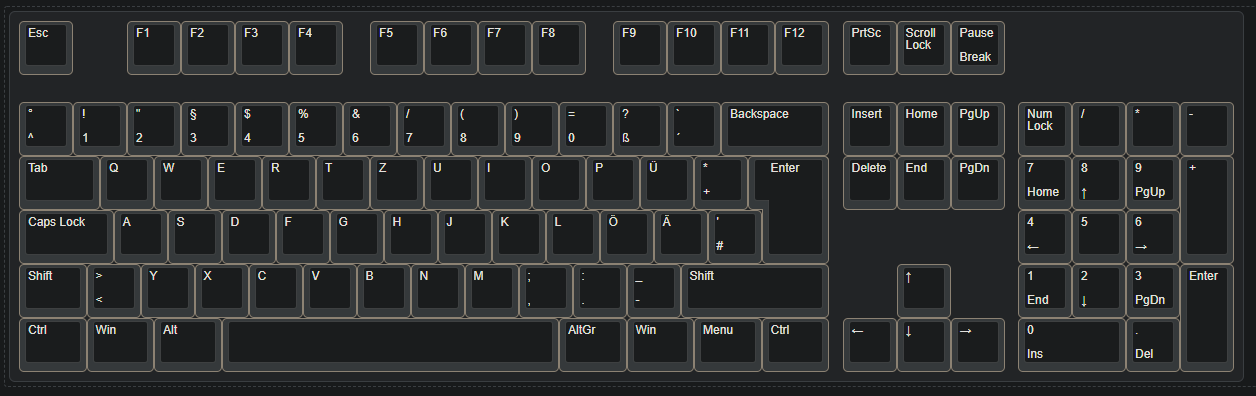 Esc F1 F2 F3 F4 F5 F6 F7 F8 F9 F10 F11 F12 PrtSc Scroll Pause
Lock
Break
° ! " § $ % & / ( ) = ? ` Backspace Insert Home PgUp Num / * -
Lock
^ 1 2 3 4 5 6 7 8 9 0 ß ´
Tab Q W E R T Z U I O P Ü * Enter Delete End PgDn 7 8 9 +
+ Home ↑ PgUp
Caps Lock A S D F G H J K L Ö Ä ' 4 5 6
# ← →
Shift > Y X C V B N M ; : _ Shift ↑ 1 2 3 Enter
< , . - End ↓ PgDn
Ctrl Win Alt AltGr Win Menu Ctrl ← ↓ → 0 .
Ins Del